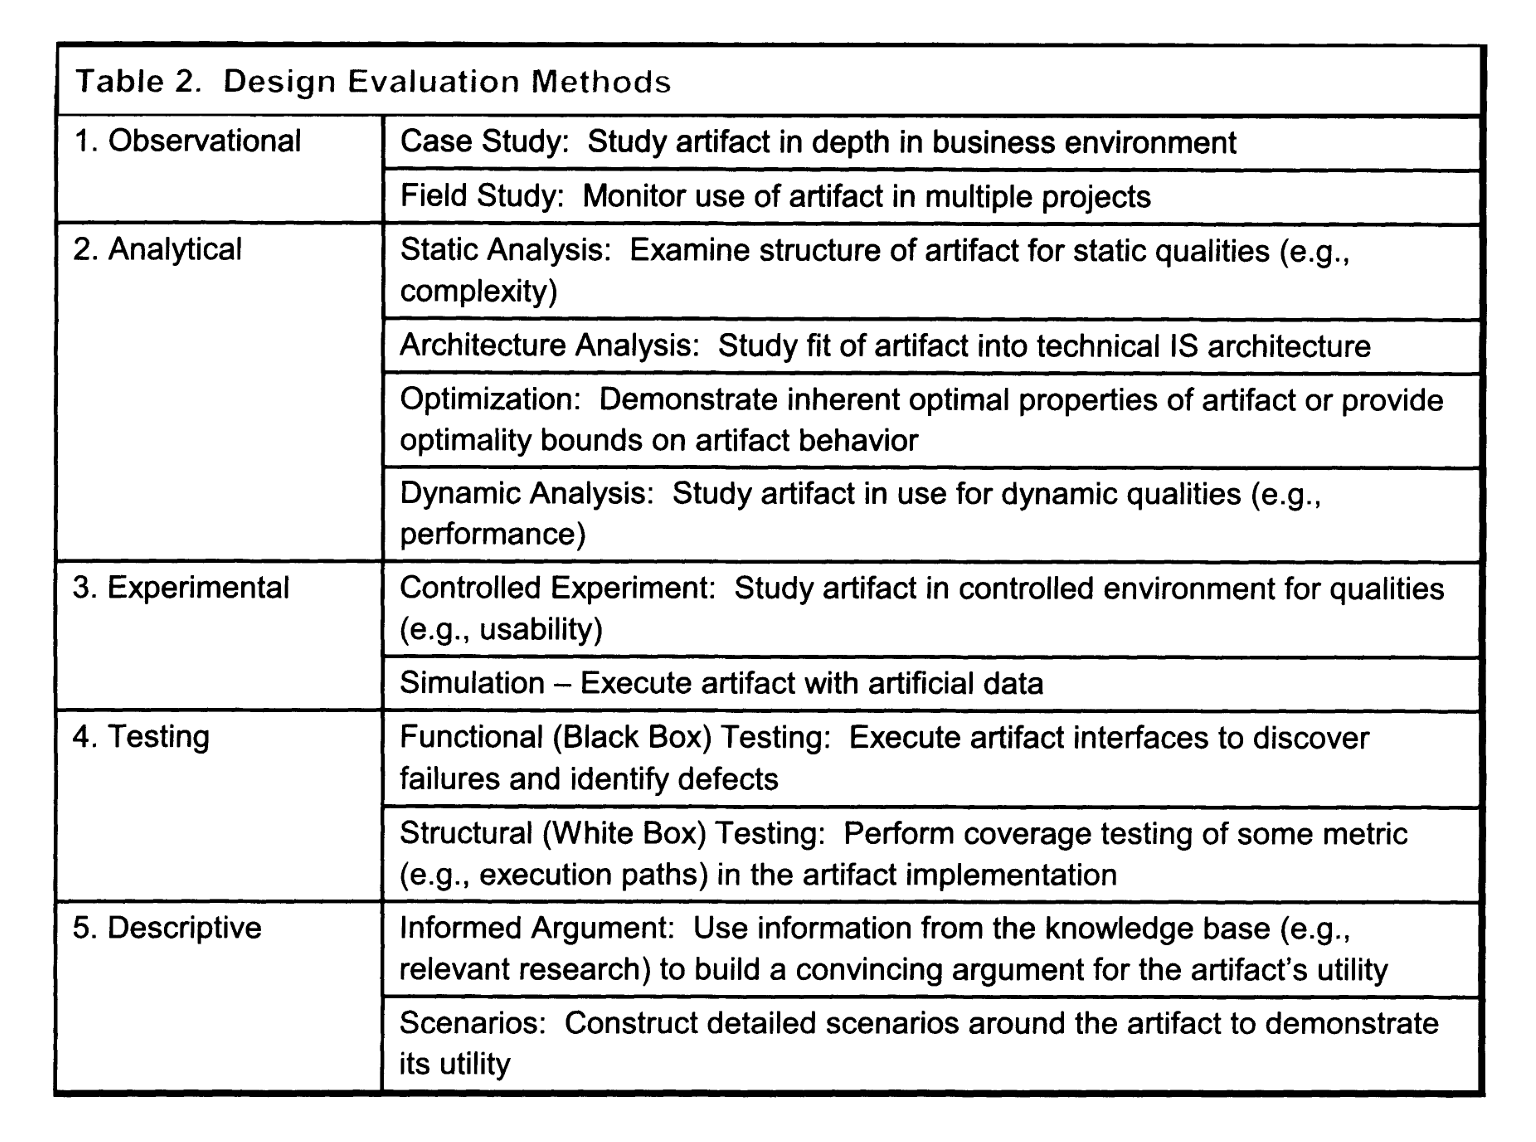 Table 2. Design Evaluation Methods
1. Observational
Case Study: Study artifact in depth in business environment
Field Study: Monitor use of artifact in multiple projects
2. Analytical
Static Analysis: Examine structure of artifact for static qualities (e.g.,
complexity)
Architecture Analysis: Study fit of artifact into technical IS architecture
Optimization: Demonstrate inherent optimal properties of artifact or provide
optimality bounds on artifact behavior
Dynamic Analysis: Study artifact in use for dynamic qualities (e.g.,
performance)
3. Experimental
Controlled Experiment: Study artifact in controlled environment for qualities
(e.g., usability)
Simulation – Execute artifact with artificial data
4. Testing
Functional (Black Box) Testing: Execute artifact interfaces to discover
failures and identify defects
Structural (White Box) Testing: Perform coverage testing of some metric
(e.g., execution paths) in the artifact implementation
5. Descriptive
Informed Argument: Use information from the knowledge base (e.g.,
relevant research) to build a convincing argument for the artifact's utility
Scenarios: Construct detailed scenarios around the artifact to demonstrate
its utility